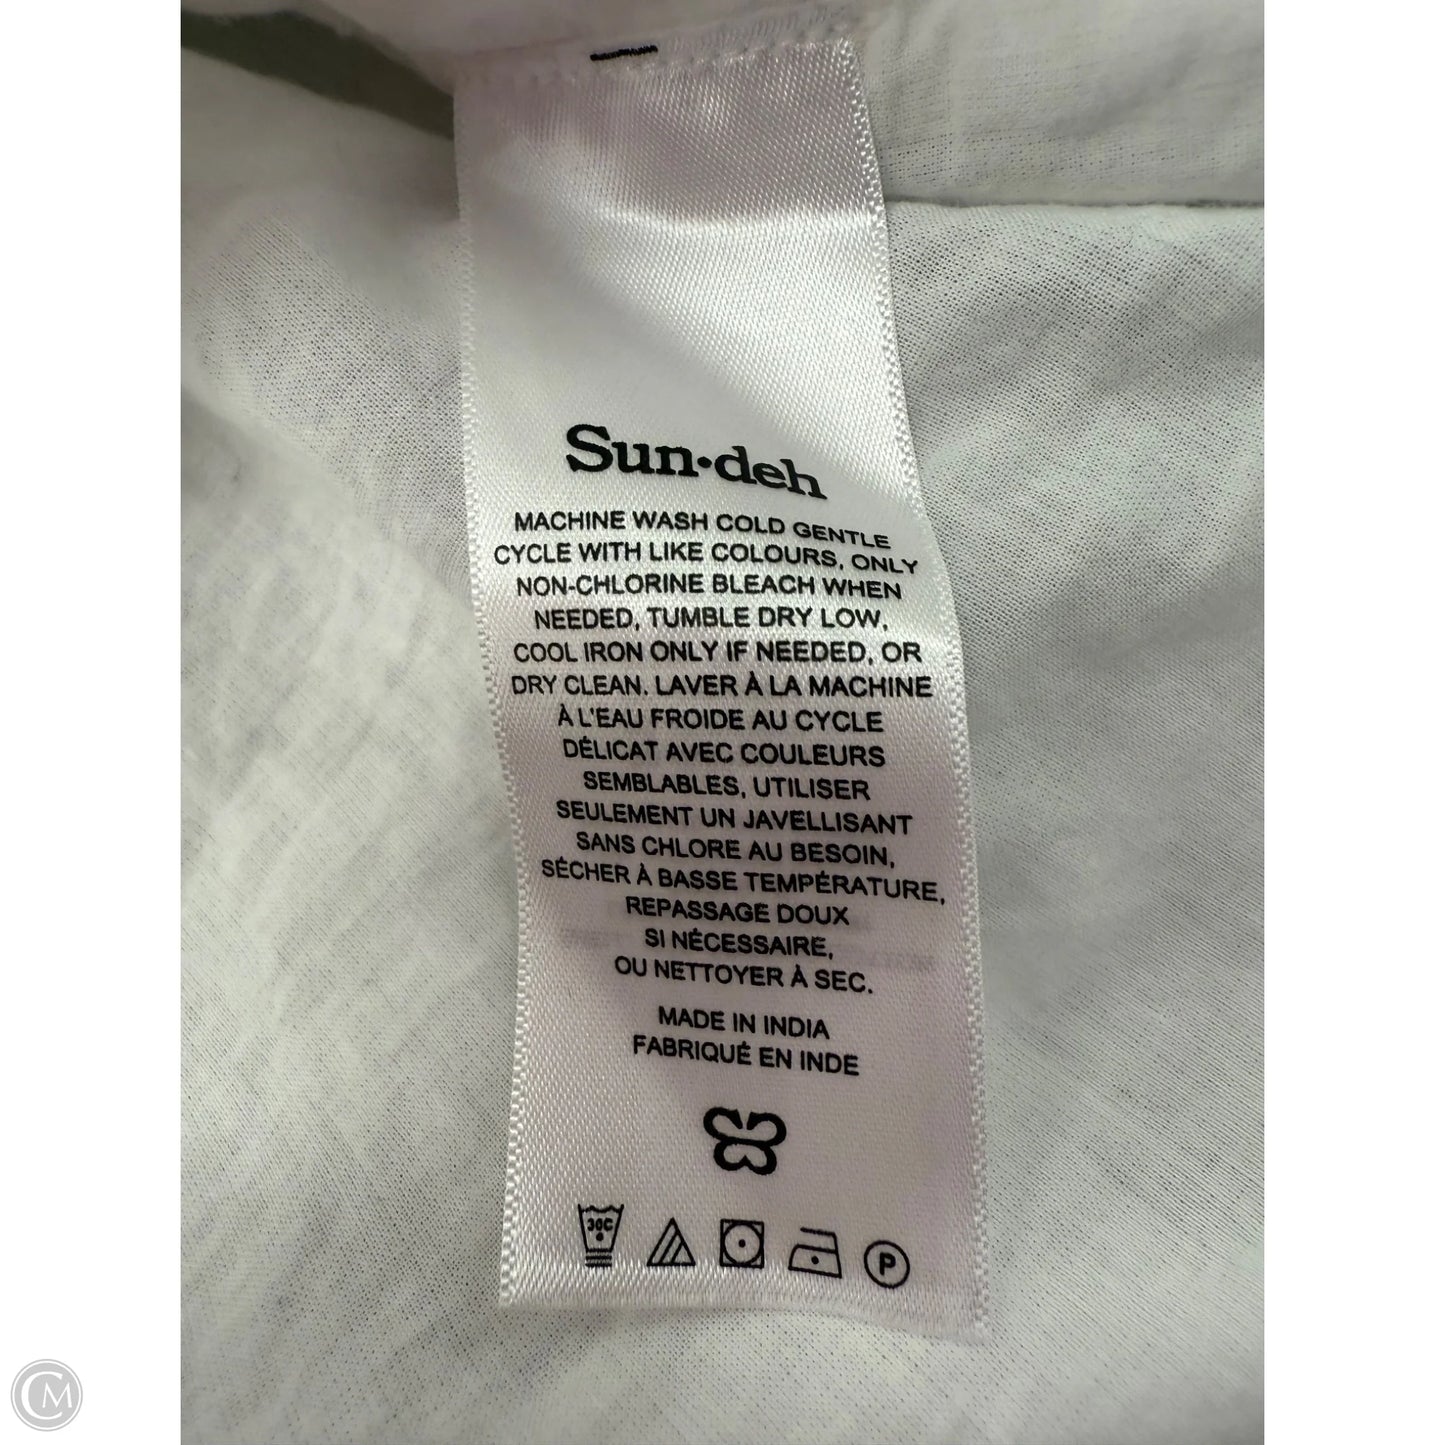 Sun•deh
MACHINE WASH COLD GENTLE
CYCLE WITH LIKE COLOURS, ONLY
NON-CHLORINE BLEACH WHEN
NEEDED, TUMBLE DRY LOW,
COOL IRON ONLY IF NEEDED, OR
DRY CLEAN. LAVER À LA MACHINE
À L'EAU FROIDE AU CYCLE
DÉLICAT AVEC COULEURS
SEMBLABLES, UTILISER
SEULEMENT UN JAVELLISANT
SANS CHLORE AU BESOIN,
SÉCHER À BASSE TEMPÉRATURE,
REPASSAGE DOUX
SI NÉCESSAIRE,
OU NETTOYER À SEC.
MADE IN INDIA
FABRIQUÉ EN INDE
30C
P
CM